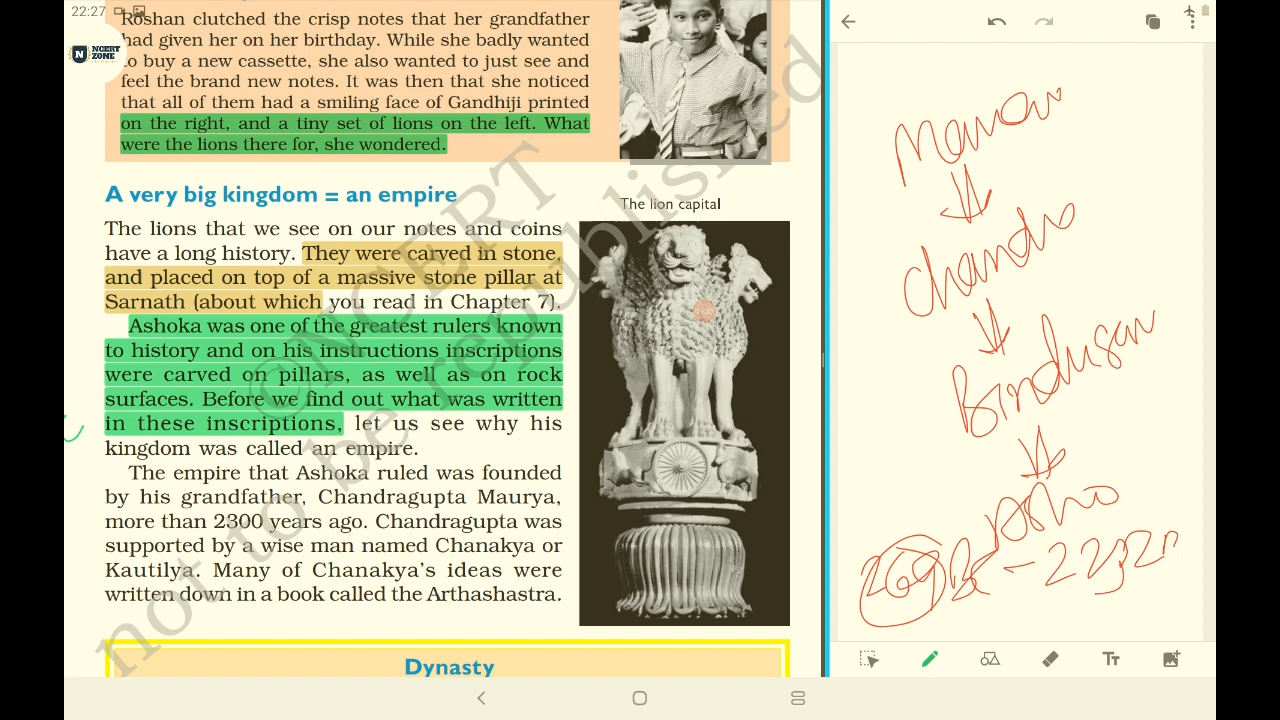 22:27
NCERT
ZONE
Roshan clutched the crisp notes that her grandfather
had given her on her birthday. While she badly wanted
to buy a new cassette, she also wanted to just see and
feel the brand new notes. It was then that she noticed
that all of them had a smiling face of Gandhiji printed
on the right, and a tiny set of lions on the left. What
were the lions there for, she wondered.
A very big kingdom = an empire
The lion capital
The lions that we see on our notes and coins
have a long history. They were carved in stone,
and placed on top of a massive stone pillar at
Sarnath (about which you read in Chapter 7).
Ashoka was one of the greatest rulers known
to history and on his instructions inscriptions
were carved on pillars, as well as on rock
surfaces. Before we find out what was written
in these inscriptions, let us see why his
kingdom was called an empire.
The empire that Ashoka ruled was founded
by his grandfather, Chandragupta Maurya,
more than 2300 years ago. Chandragupta was
supported by a wise man named Chanakya or
Kautilya. Many of Chanakya's ideas were
written down in a book called the Arthashastra.
Dynasty
©NCERT
not to be republished
Bindusar
Tт